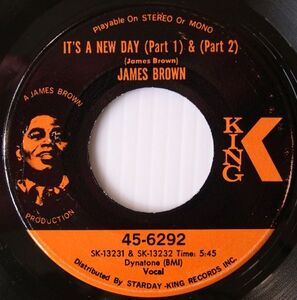 Playable On STEREO Or MONO
IT'S A NEW DAY (Part 1) & (Part 2)
(James Brown)
JAMES BROWN
A JAMES BROWN
PRODUCTION
KING
K
45-6292
SK-13231 & SK-13232 Time: 5:45
Dynatone (BMI)
Vocal
Distributed By STARDAY-KING RECORDS INC.